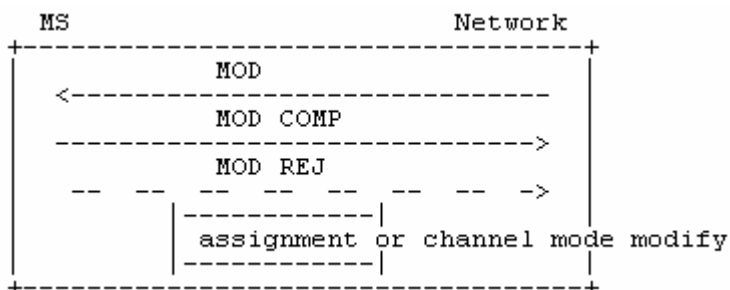 MS Network
MOD
MOD COMP
MOD REJ
assignment or channel mode modify